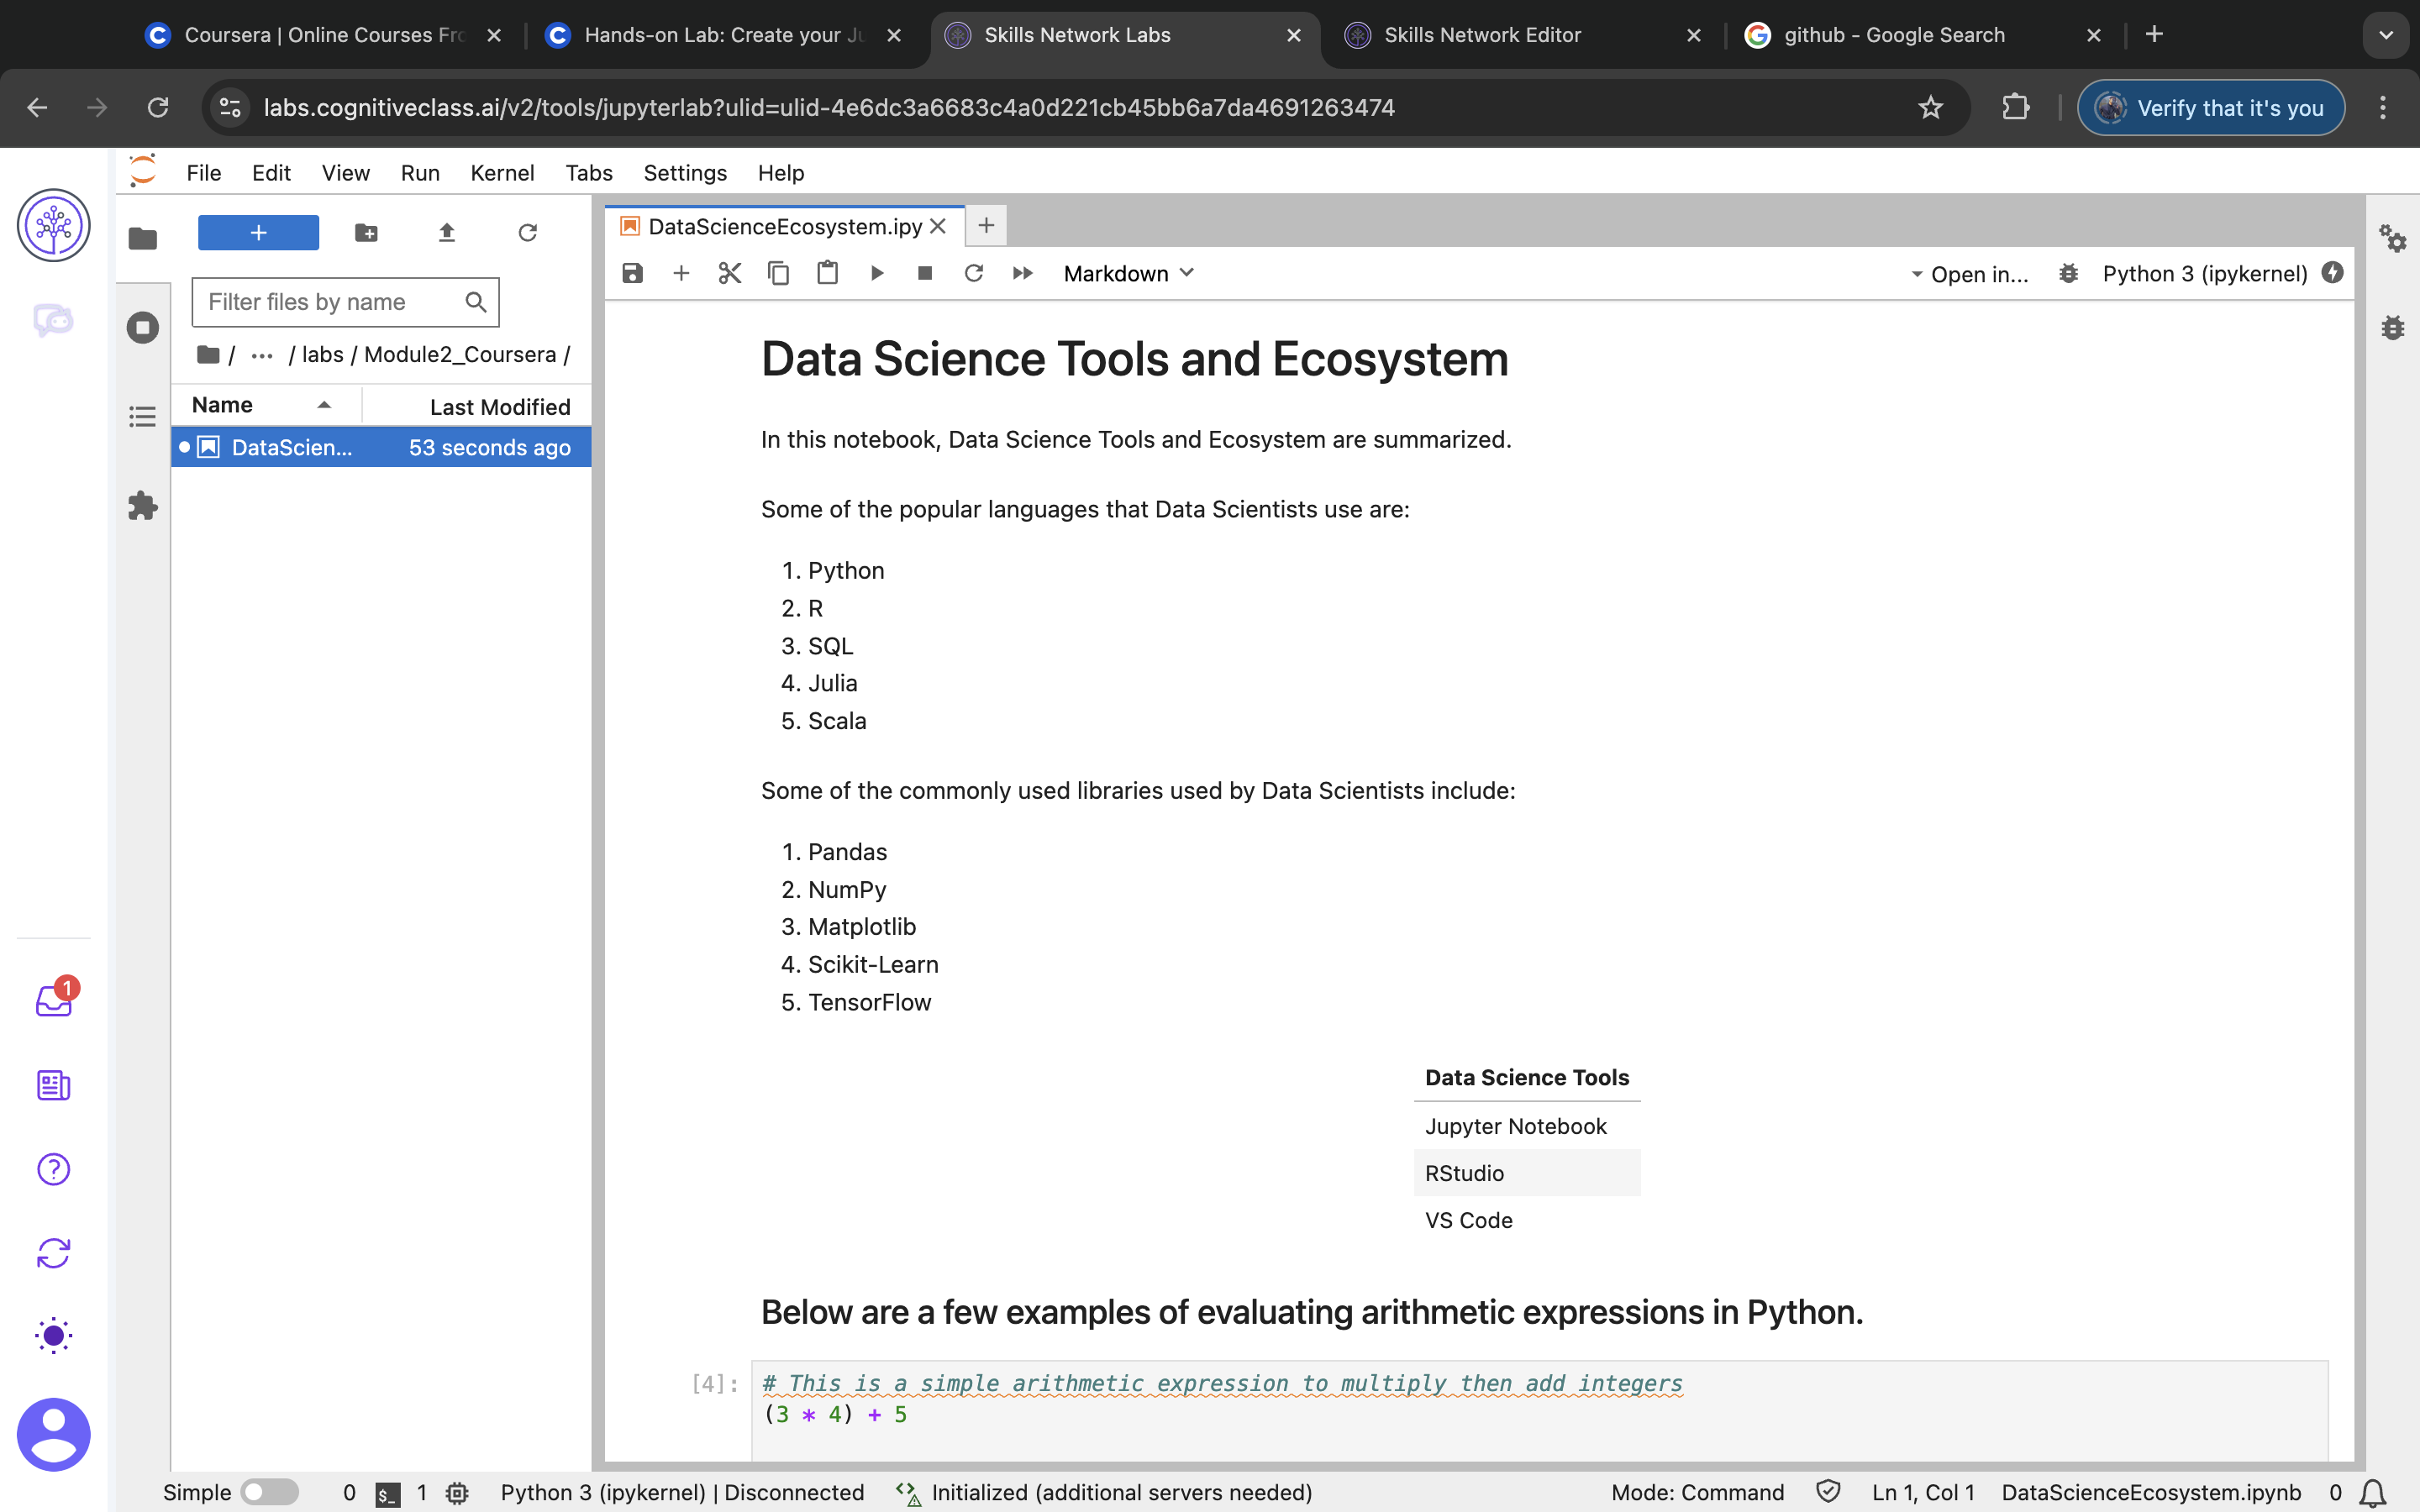 Coursera | Online Courses Fro
Hands-on Lab: Create your Ju
Skills Network Labs
Skills Network Editor
github - Google Search
labs.cognitiveclass.ai/v2/tools/jupyterlab?ulid=ulid-4e6dc3a6683c4a0d221cb45bb6a7da4691263474
Verify that it's you
File Edit View Run Kernel Tabs Settings Help
DataScienceEcosystem.ipy
Markdown
Open in...
Python 3 (ipykernel)
Filter files by name
/ ... / labs / Module2_Coursera /
Name Last Modified
DataScien... 53 seconds ago
Data Science Tools and Ecosystem
In this notebook, Data Science Tools and Ecosystem are summarized.
Some of the popular languages that Data Scientists use are:
1. Python
2. R
3. SQL
4. Julia
5. Scala
Some of the commonly used libraries used by Data Scientists include:
1. Pandas
2. NumPy
3. Matplotlib
4. Scikit-Learn
5. TensorFlow
Data Science Tools
Jupyter Notebook
RStudio
VS Code
Below are a few examples of evaluating arithmetic expressions in Python.
[4]: # This is a simple arithmetic expression to multiply then add integers
(3 * 4) + 5
1
Simple 0 $_ 1 Python 3 (ipykernel) | Disconnected Initialized (additional servers needed) Mode: Command Ln 1, Col 1 DataScienceEcosystem.ipynb 0